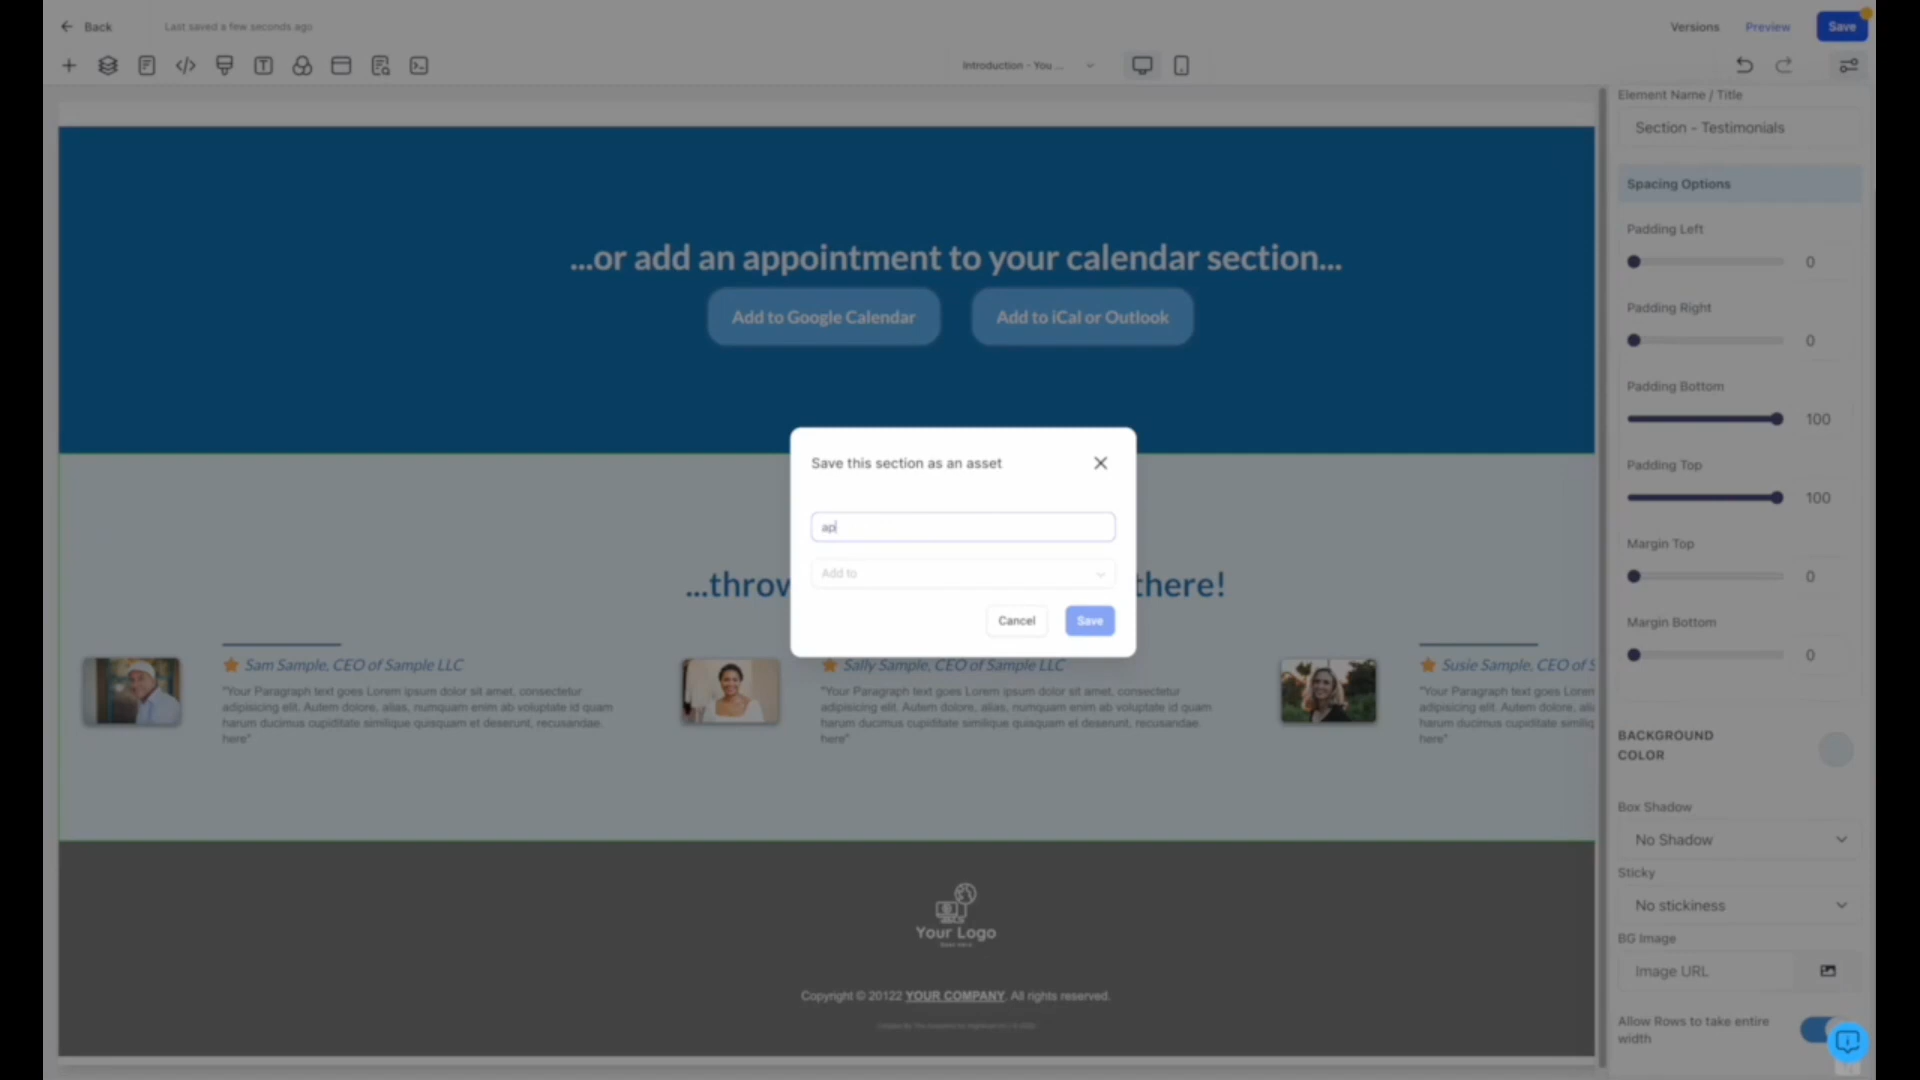 Back
Last saved a few seconds ago
Versions
Preview
Save
Introduction - You ...
Element Name / Title
Section - Testimonials
Spacing Options
Padding Left
0
Padding Right
0
Padding Bottom
100
Padding Top
100
Margin Top
0
Margin Bottom
0
BACKGROUND
COLOR
Box Shadow
No Shadow
Sticky
No stickiness
BG Image
Image URL
Allow Rows to take entire
width
...or add an appointment to your calendar section...
Add to Google Calendar
Add to iCal or Outlook
Save this section as an asset
ap
Add to
Cancel
Save
...throw
there!
Sam Sample, CEO of Sample LLC
"Your Paragraph text goes Lorem ipsum dolor sit amet, consectetur
adipisicing elit. Autem dolore, alias, numquam enim ab voluptate id quam
harum ducimus cupiditate similique quisquam et deserunt, recusandae.
here"
Sally Sample, CEO of Sample LLC
"Your Paragraph text goes Lorem ipsum dolor sit amet, consectetur
adipisicing elit. Autem dolore, alias, numquam enim ab voluptate id quam
harum ducimus cupiditate similique quisquam et deserunt, recusandae.
here"
Susie Sample, CEO of S
"Your Paragraph text goes Lorem
adipisicing elit. Autem dolore, ali
harum ducimus cupiditate similiq
here"
Your Logo
Copyright © 20122 YOUR COMPANY. All rights reserved.